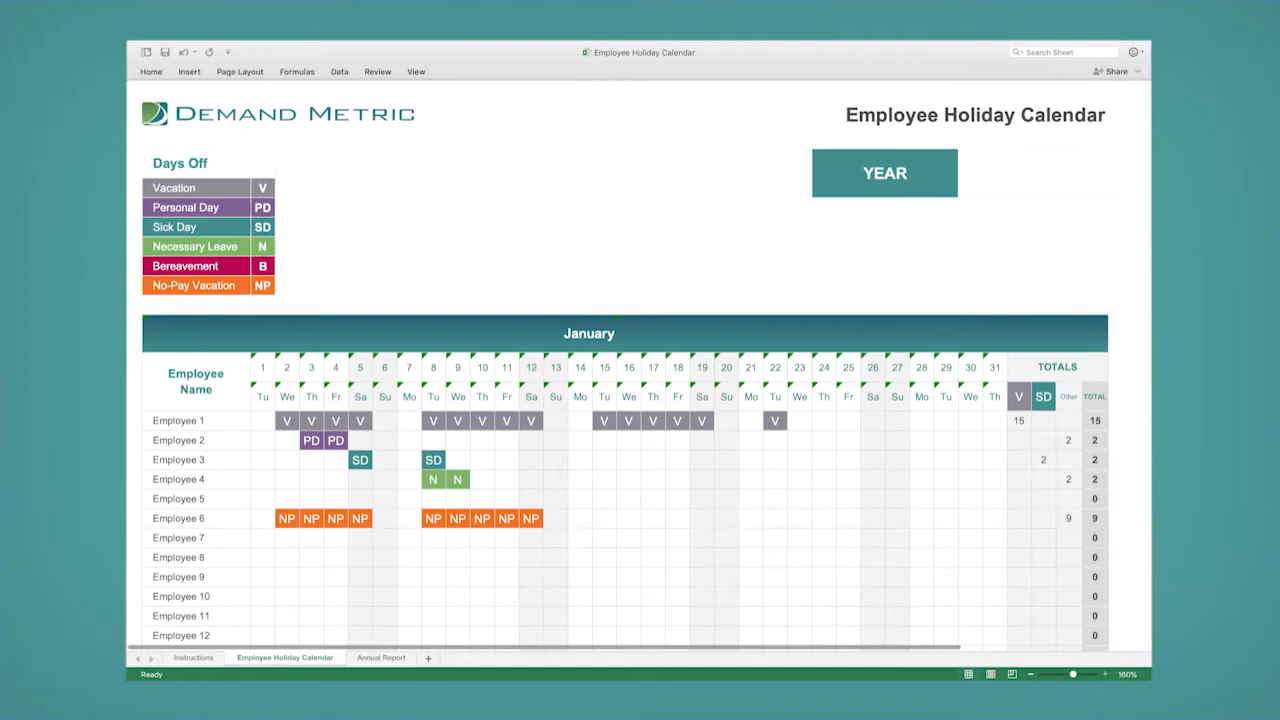 Employee Holiday Calendar
Search Sheet
Home Insert Page Layout Formulas Data Review View
Share
DEMAND METRIC
Employee Holiday Calendar
Days Off
YEAR
Vacation V
Personal Day PD
Sick Day SD
Necessary Leave N
Bereavement B
No-Pay Vacation NP
January
Employee Name
1 2 3 4 5 6 7 8 9 10 11 12 13 14 15 16 17 18 19 20 21 22 23 24 25 26 27 28 29 30 31 TOTALS
Tu We Th Fr Sa Su Mo Tu We Th Fr Sa Su Mo Tu We Th Fr Sa Su Mo Tu We Th Fr Sa Su Mo Tu We Th V SD Other TOTAL
Employee 1 V V V V V V V V V V V V V V V 15 15
Employee 2 PD PD 2 2
Employee 3 SD SD 2 2
Employee 4 N N 2 2
Employee 5 0
Employee 6 NP NP NP NP NP NP NP NP NP 9 9
Employee 7 0
Employee 8 0
Employee 9 0
Employee 10 0
Employee 11 0
Employee 12 0
Instructions Employee Holiday Calendar Annual Report +
Ready
160%